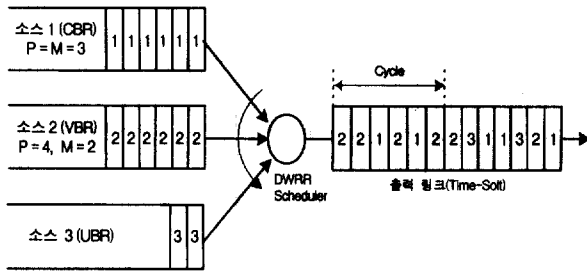 소스 1 (CBR)
P = M = 3
1 1 1 1 1 1
Cycle
소스 2 (VBR)
P = 4, M = 2
2 2 2 2 2 2
2 2 1 2 1 2 2 3 1 1 3 2 1
DWRR
Scheduler
출력 링크(Time-Solt)
소스 3 (UBR)
3 3